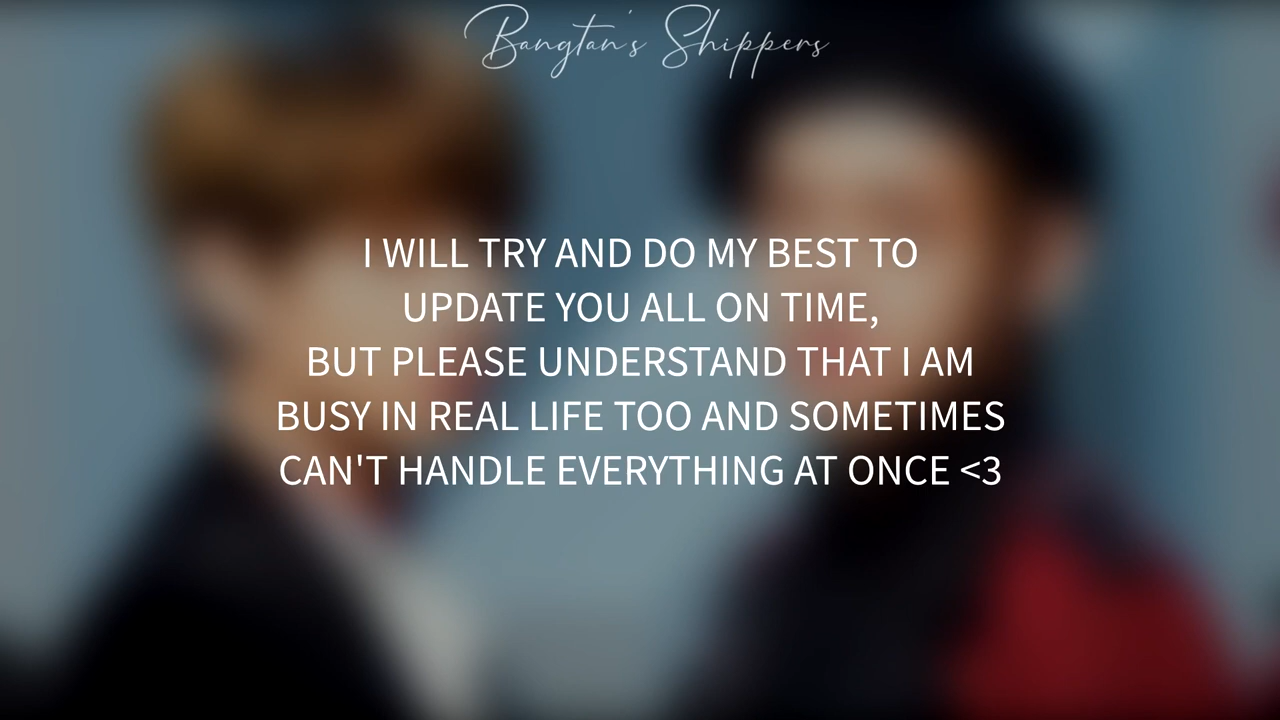 Bangtan's Shippers
I WILL TRY AND DO MY BEST TO
UPDATE YOU ALL ON TIME,
BUT PLEASE UNDERSTAND THAT I AM
BUSY IN REAL LIFE TOO AND SOMETIMES
CAN'T HANDLE EVERYTHING AT ONCE <3